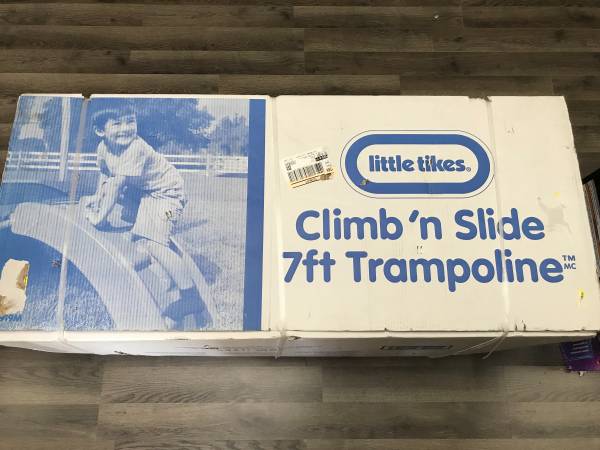 little tikes®
Climb 'n Slide
7ft Trampoline™
MC